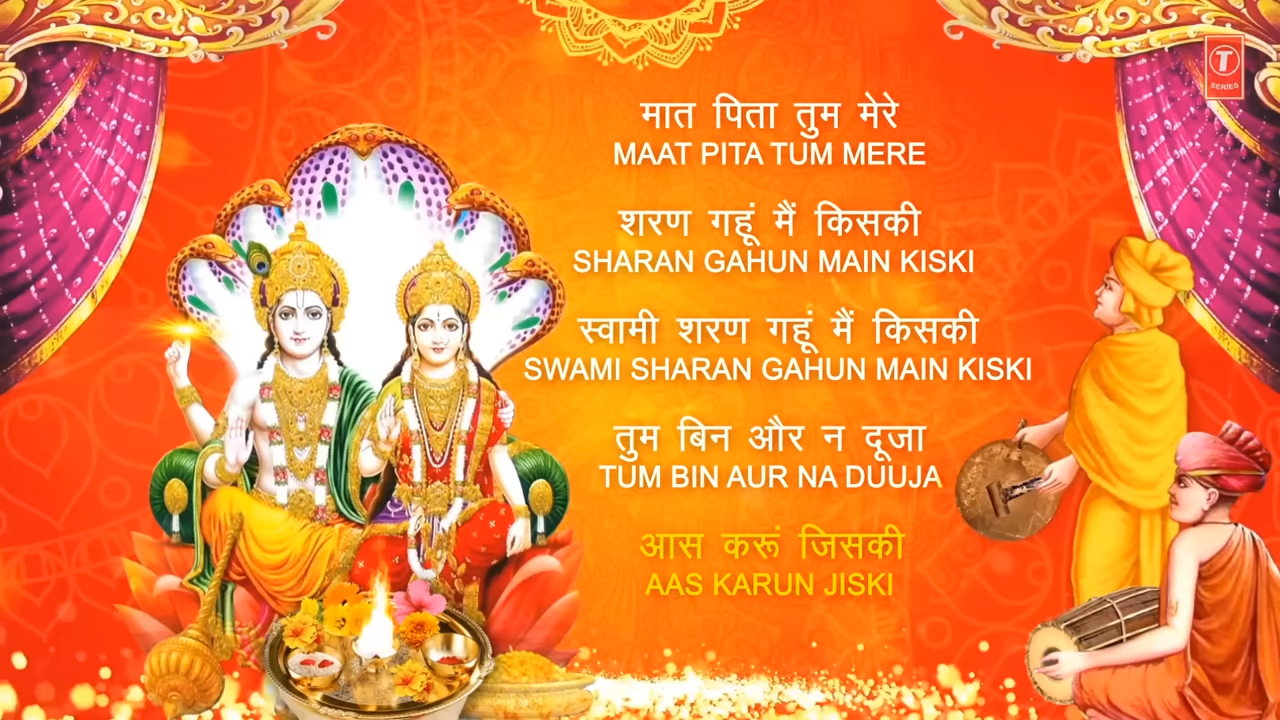 T
SERIES
मात पिता तुम मेरे
MAAT PITA TUM MERE
शरण गहूं मैं किसकी
SHARAN GAHUN MAIN KISKI
स्वामी शरण गहूं मैं किसकी
SWAMI SHARAN GAHUN MAIN KISKI
तुम बिन और न दूजा
TUM BIN AUR NA DUUJA
आस करूं जिसकी
AAS KARUN JISKI